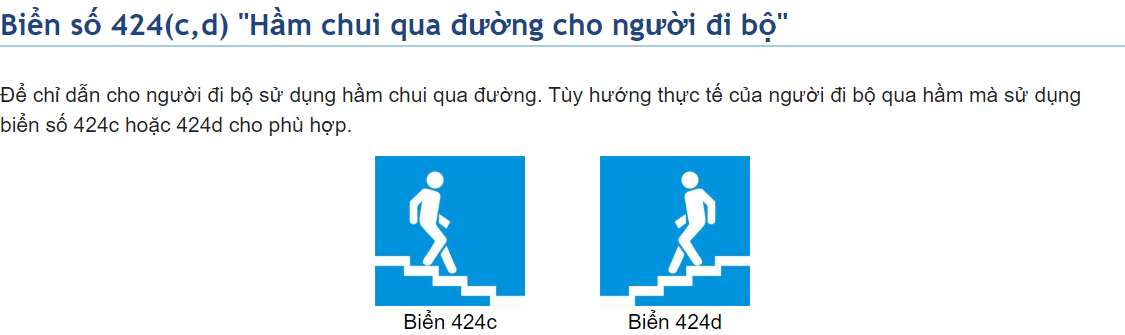 Biển số 424(c,d) "Hầm chui qua đường cho người đi bộ"
Để chỉ dẫn cho người đi bộ sử dụng hầm chui qua đường. Tùy hướng thực tế của người đi bộ qua hầm mà sử dụng
biển số 424c hoặc 424d cho phù hợp.
Biển 424c
Biển 424d